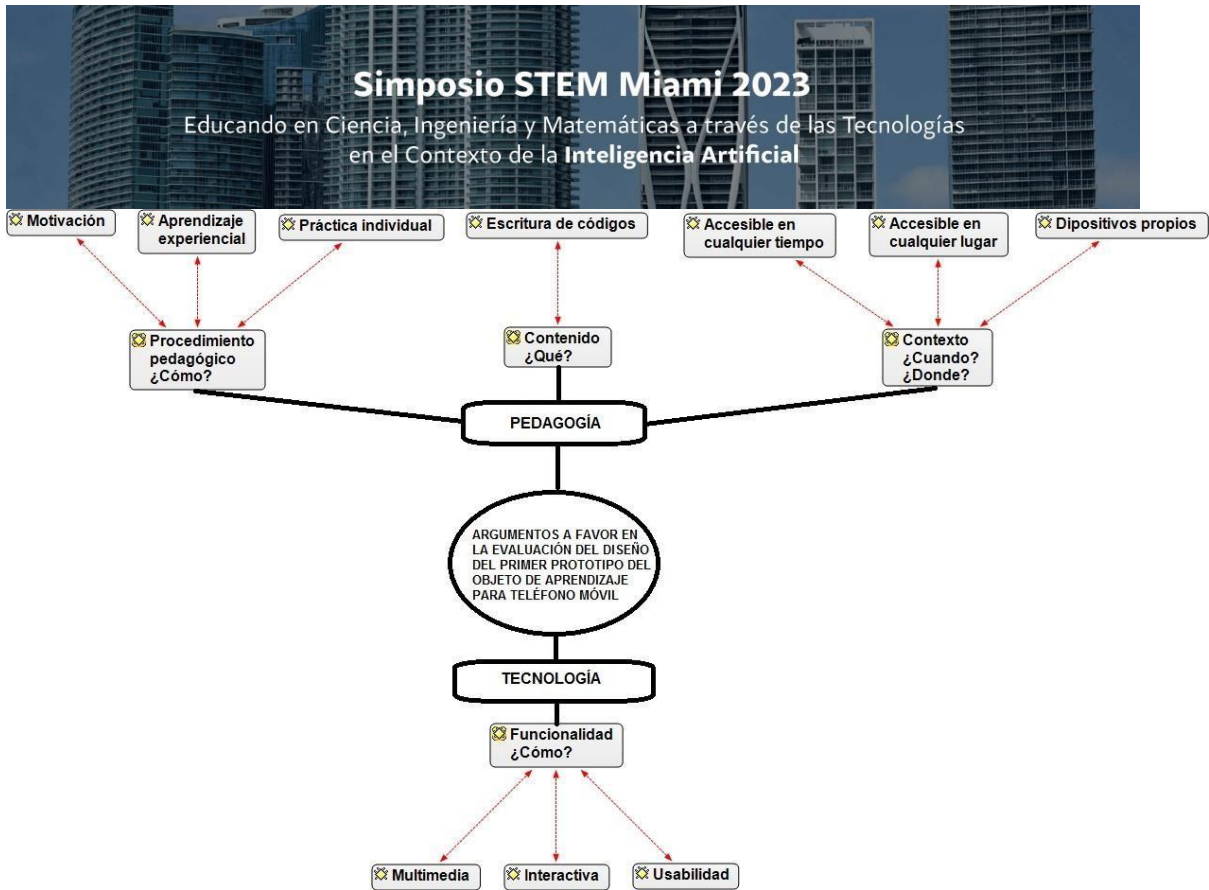 Simposio STEM Miami 2023
Educando en Ciencia, Ingeniería y Matemáticas a través de las Tecnologías
en el Contexto de la Inteligencia Artificial
Motivación
Aprendizaje
experiencial
Práctica individual
Escritura de códigos
Accesible en
cualquier tiempo
Accesible en
cualquier lugar
Dipositivos propios
Procedimiento
pedagógico
¿Cómo?
Contenido
¿Qué?
Contexto
¿Cuando?
¿Donde?
PEDAGOGÍA
ARGUMENTOS A FAVOR EN
LA EVALUACIÓN DEL DISEÑO
DEL PRIMER PROTOTIPO DEL
OBJETO DE APRENDIZAJE
PARA TELÉFONO MÓVIL
TECNOLOGÍA
Funcionalidad
¿Cómo?
Multimedia
Interactiva
Usabilidad